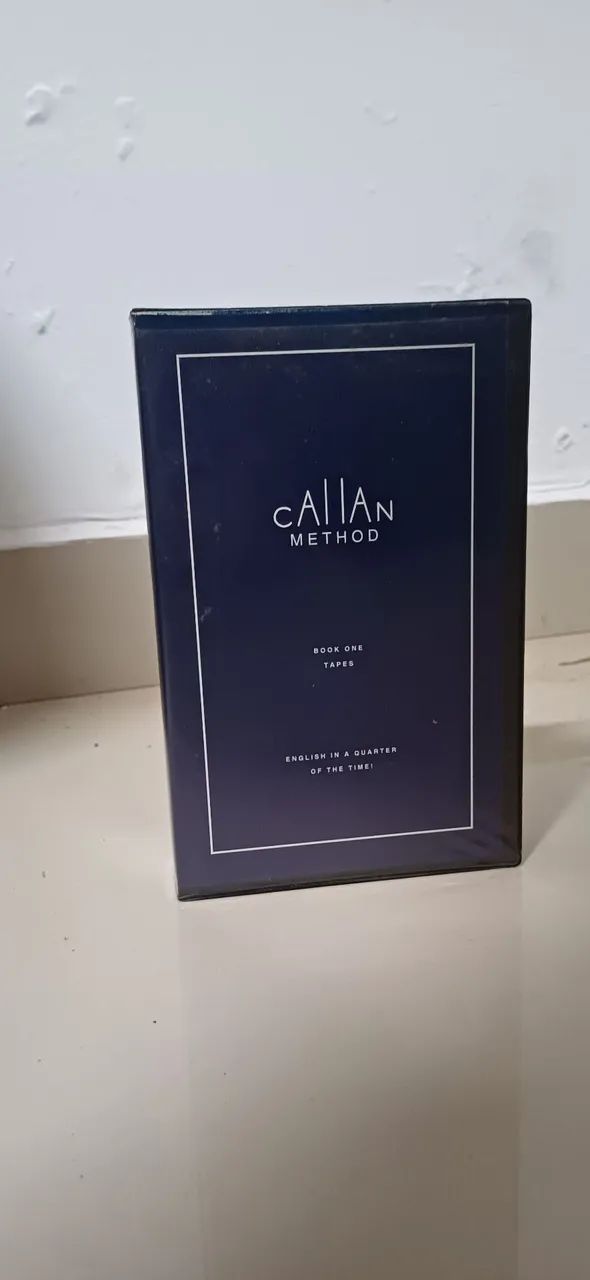 CAllAN
METHOD
BOOK ONE
TAPES
ENGLISH IN A QUARTER
OF THE TIME!